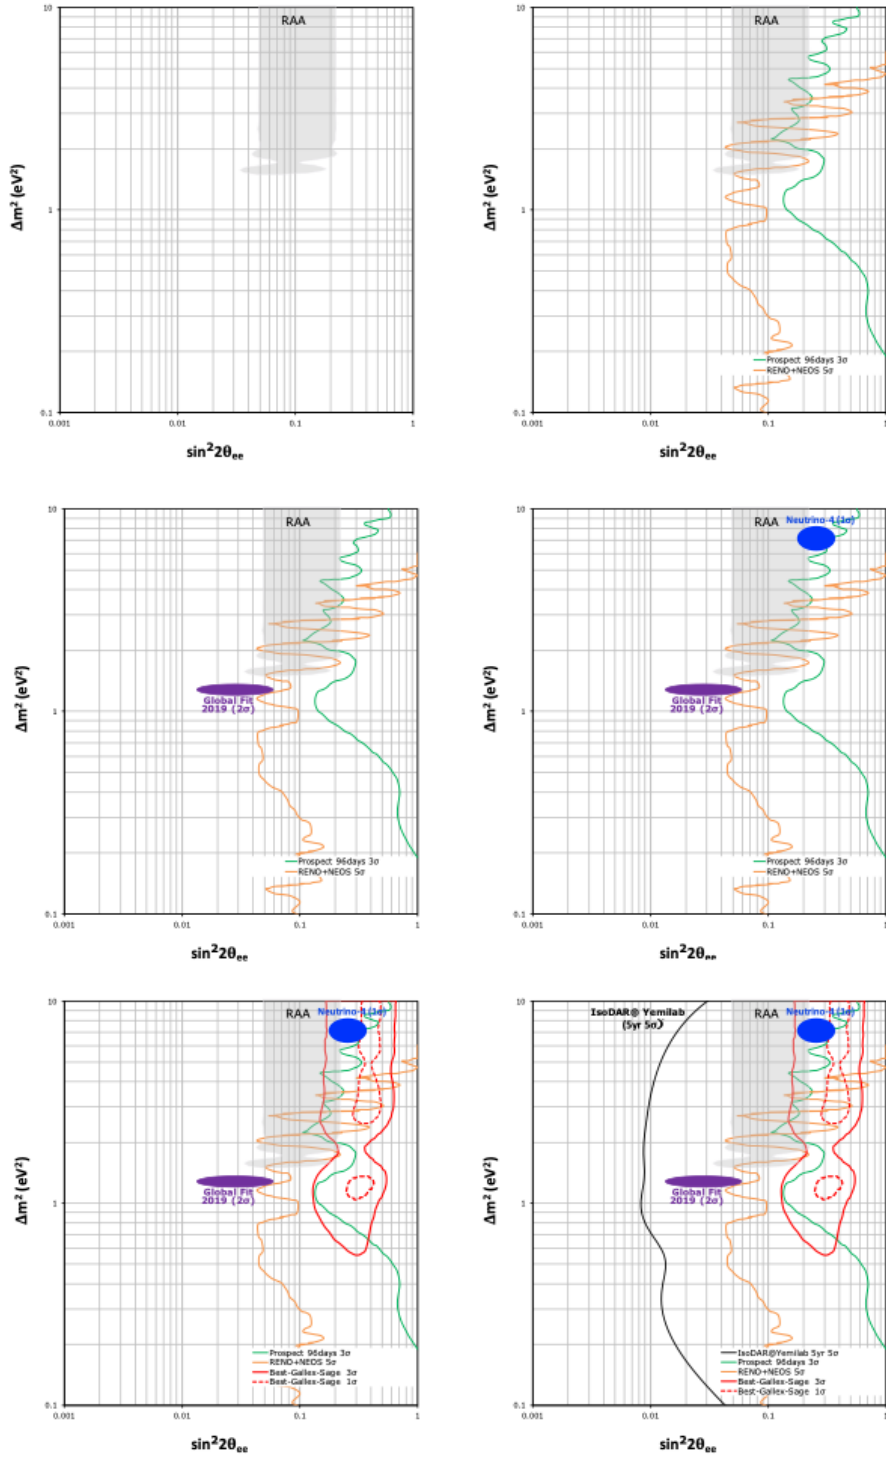 10
RAA
Δm² (eV²)
1
0.1
0.001
0.01
0.1
1
sin²2θee
10
RAA
Δm² (eV²)
1
Prospect 96days 3σ
RENO+NEOS 5σ
0.1
0.001
0.01
0.1
1
sin²2θee
10
RAA
Δm² (eV²)
Global Fit
2019 (2σ)
1
Prospect 96days 3σ
RENO+NEOS 5σ
0.1
0.001
0.01
0.1
1
sin²2θee
10
RAA
Neutrino-4 (1σ)
Δm² (eV²)
Global Fit
2019 (2σ)
1
Prospect 96days 3σ
RENO+NEOS 5σ
0.1
0.001
0.01
0.1
1
sin²2θee
10
RAA
Neutrino-4 (1σ)
Δm² (eV²)
Global Fit
2019 (2σ)
1
Prospect 96days 3σ
RENO+NEOS 5σ
Best-Gallex-Sage 3σ
Best-Gallex-Sage 1σ
0.1
0.001
0.01
0.1
1
sin²2θee
10
IsoDAR@ Yemilab
(5yr 5σ)
RAA
Neutrino-4 (1σ)
Δm² (eV²)
Global Fit
2019 (2σ)
1
IsoDAR@Yemilab 5yr 5σ
Prospect 96days 3σ
RENO+NEOS 5σ
Best-Gallex-Sage 3σ
Best-Gallex-Sage 1σ
0.1
0.001
0.01
0.1
1
sin²2θee